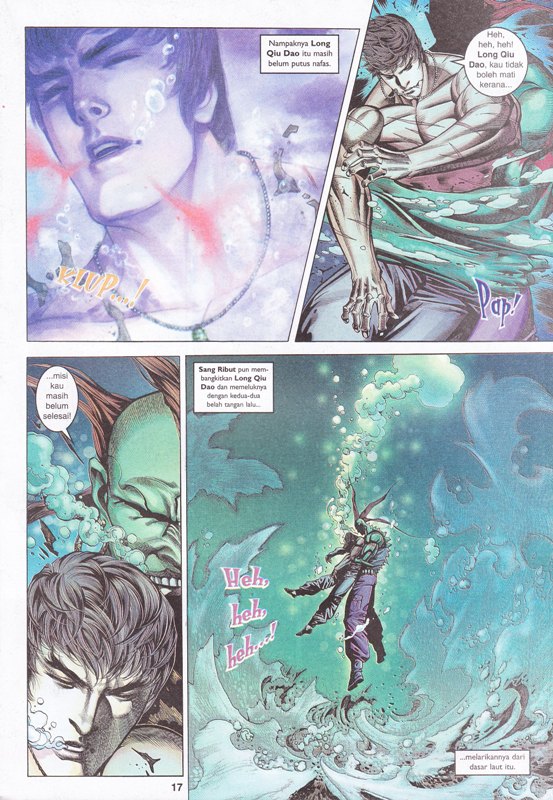 Nampaknya Long
Qiu Dao itu masih
belum putus nafas.
Heh,
heh, heh!
Long Qiu
Dao, kau tidak
boleh mati
kerana...
KLUP...!
Pap!
...misi
kau
masih
belum
selesai!
Sang Ribut pun mem-
bangkitkan Long Qiu
Dao dan memeluknya
dengan kedua-dua
belah tangan lalu...
Heh,
heh,
heh...!
...melarikannya dari
dasar laut itu.
17